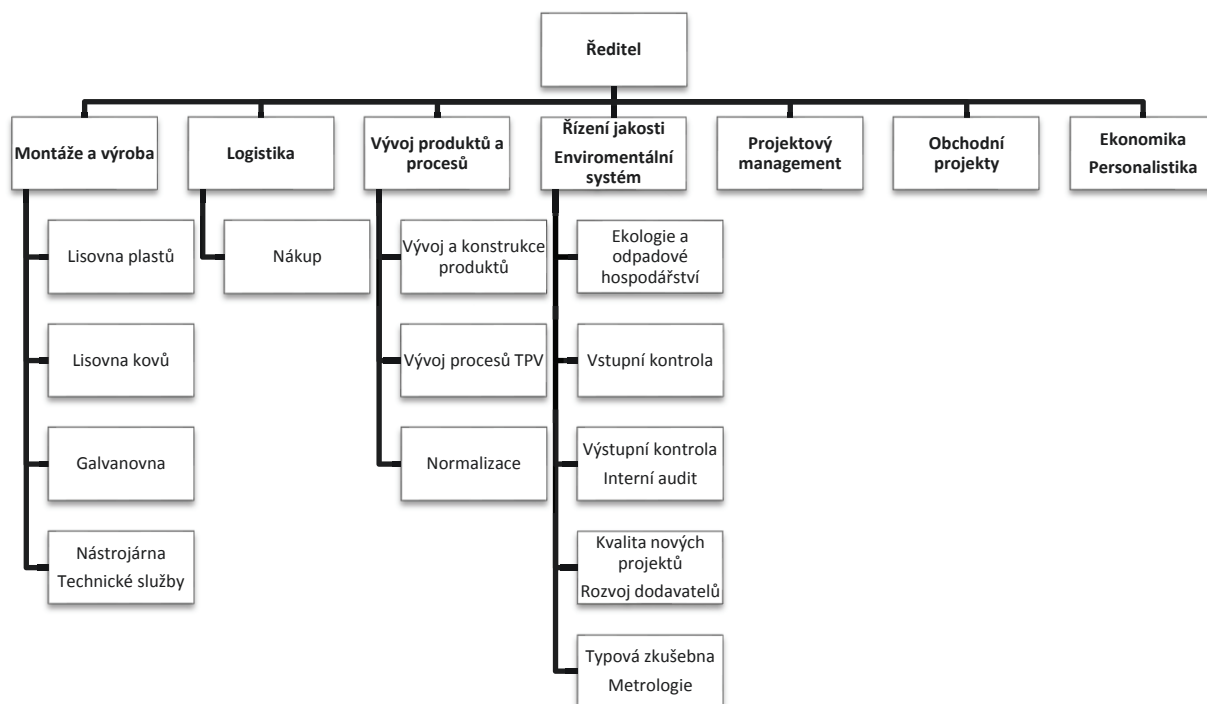 Ředitel
Montáže a výroba
Logistika
Vývoj produktů a
procesů
Řízení jakosti
Enviromentální
systém
Projektový
management
Obchodní
projekty
Ekonomika
Personalistika
Lisovna plastů
Lisovna kovů
Galvanovna
Nástrojárna
Technické služby
Nákup
Vývoj a konstrukce
produktů
Vývoj procesů TPV
Normalizace
Ekologie a
odpadové
hospodářství
Vstupní kontrola
Výstupní kontrola
Interní audit
Kvalita nových
projektů
Rozvoj dodavatelů
Typová zkušebna
Metrologie